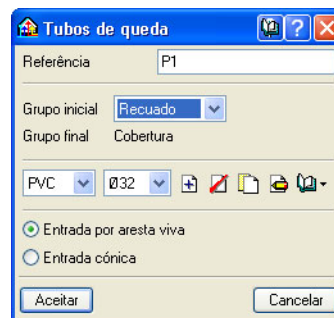 Tubos de queda
Referência P1
Grupo inicial Recuado
Grupo final Cobertura
PVC Ø32
Entrada por aresta viva
Entrada cónica
Aceitar Cancelar